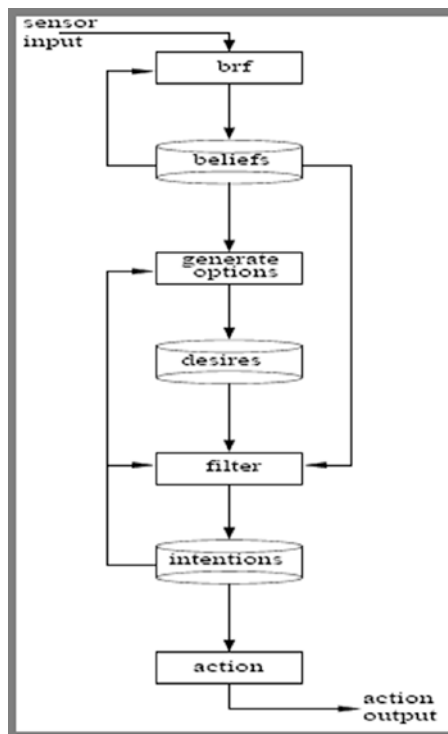 sensor
input
brf
beliefs
generate
options
desires
filter
intentions
action
action
output